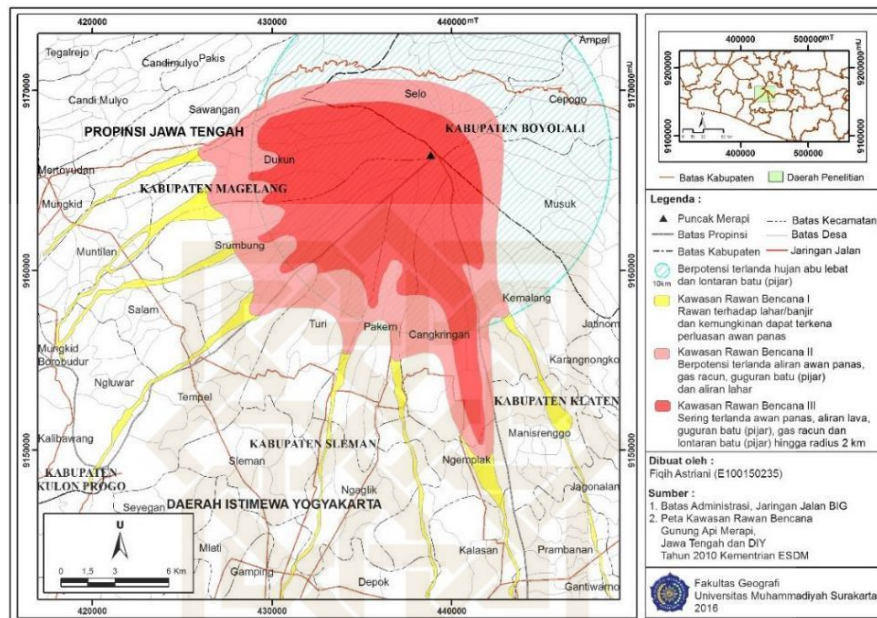 420000 430000 440000 mT
9170000
9160000
9150000
9170000
9160000
9150000
420000 430000 440000
Tegalrejo
Candimulyo
Pakis
Ampel
Candi Mulyo
Sawangan
Selo
Cepogo
PROPINSI JAWA TENGAH
KABUPATEN BOYOLALI
Dukun
Mertoyudan
KABUPATEN MAGELANG
Mungkid
Musuk
Muntilan
Srumbung
Salam
Kemalang
Turi
Pakem
Cangkringan
Jatinom
Mungkid
Borobudur
Karangnongko
Ngluwar
Tempel
KABUPATEN KLATEN
Manisrenggo
Kalibawang
KABUPATEN SLEMAN
Sleman
Ngemplak
KABUPATEN
KULON PROGO
Ngaglik
Jagonalan
Seyegan
DAERAH ISTIMEWA YOGYAKARTA
Mlati
Kalasan
Prambanan
Gamping
Depok
Gantiwarno
U
0 1,5 3 6 Km
400000 500000 mT
9200000
9100000
9200000
9100000
400000 500000
Batas Kabupaten
Daerah Penelitian
Legenda :
Puncak Merapi
Batas Kecamatan
Batas Propinsi
Batas Desa
Batas Kabupaten
Jaringan Jalan
10km
Berpotensi terlanda hujan abu lebat
dan lontaran batu (pijar)
Kawasan Rawan Bencana I
Rawan terhadap lahar/banjir
dan kemungkinan dapat terkena
perluasan awan panas
Kawasan Rawan Bencana II
Berpotensi terlanda aliran awan panas,
gas racun, guguran batu (pijar)
dan aliran lahar
Kawasan Rawan Bencana III
Sering terlanda awan panas, aliran lava,
guguran batu (pijar), gas racun dan
lontaran batu (pijar) hingga radius 2 km
Dibuat oleh :
Fiqih Astriani (E100150235)
Sumber :
1. Batas Administrasi, Jaringan Jalan BIG
2. Peta Kawasan Rawan Bencana
Gunung Api Merapi,
Jawa Tengah dan DIY
Tahun 2010 Kementrian ESDM
Fakultas Geografi
Universitas Muhammadiyah Surakarta
2016